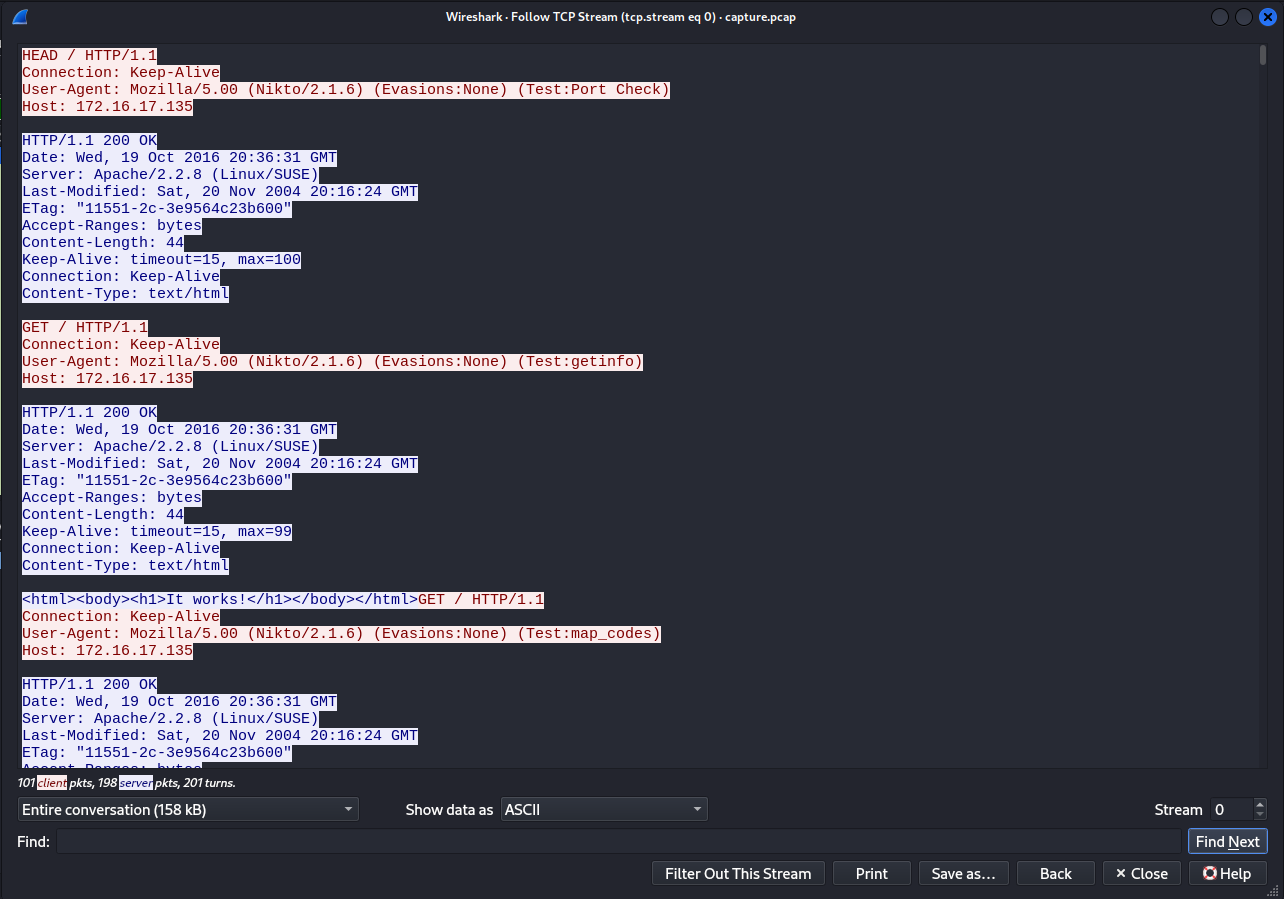 Wireshark · Follow TCP Stream (tcp.stream eq 0) · capture.pcap
HEAD / HTTP/1.1
Connection: Keep-Alive
User-Agent: Mozilla/5.00 (Nikto/2.1.6) (Evasions:None) (Test:Port Check)
Host: 172.16.17.135
HTTP/1.1 200 OK
Date: Wed, 19 Oct 2016 20:36:31 GMT
Server: Apache/2.2.8 (Linux/SUSE)
Last-Modified: Sat, 20 Nov 2004 20:16:24 GMT
ETag: "11551-2c-3e9564c23b600"
Accept-Ranges: bytes
Content-Length: 44
Keep-Alive: timeout=15, max=100
Connection: Keep-Alive
Content-Type: text/html
GET / HTTP/1.1
Connection: Keep-Alive
User-Agent: Mozilla/5.00 (Nikto/2.1.6) (Evasions:None) (Test:getinfo)
Host: 172.16.17.135
HTTP/1.1 200 OK
Date: Wed, 19 Oct 2016 20:36:31 GMT
Server: Apache/2.2.8 (Linux/SUSE)
Last-Modified: Sat, 20 Nov 2004 20:16:24 GMT
ETag: "11551-2c-3e9564c23b600"
Accept-Ranges: bytes
Content-Length: 44
Keep-Alive: timeout=15, max=99
Connection: Keep-Alive
Content-Type: text/html
<html><body><h1>It works!</h1></body></html>GET / HTTP/1.1
Connection: Keep-Alive
User-Agent: Mozilla/5.00 (Nikto/2.1.6) (Evasions:None) (Test:map_codes)
Host: 172.16.17.135
HTTP/1.1 200 OK
Date: Wed, 19 Oct 2016 20:36:31 GMT
Server: Apache/2.2.8 (Linux/SUSE)
Last-Modified: Sat, 20 Nov 2004 20:16:24 GMT
ETag: "11551-2c-3e9564c23b600"
Accept-Ranges: bytes
101 client pkts, 198 server pkts, 201 turns.
Entire conversation (158 kB) Show data as ASCII Stream 0
Find: Find Next
Filter Out This Stream Print Save as… Back Close Help